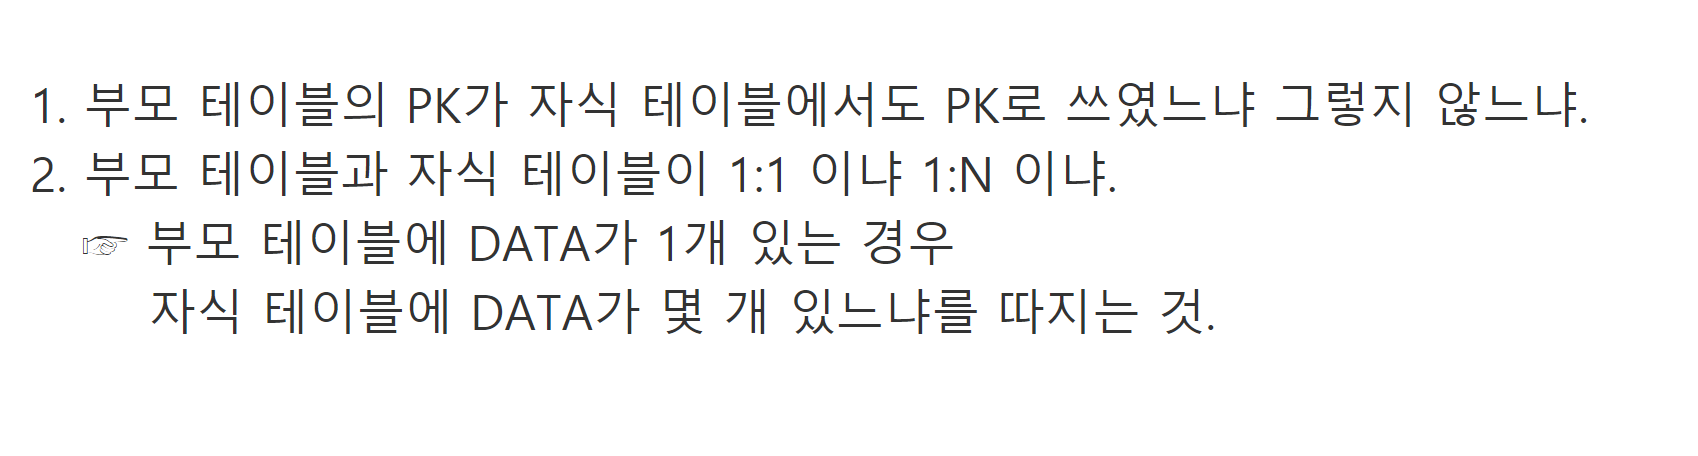 1. 부모 테이블의 PK가 자식 테이블에서도 PK로 쓰였느냐 그렇지 않느냐.
2. 부모 테이블과 자식 테이블이 1:1 이냐 1:N 이냐.
☞ 부모 테이블에 DATA가 1개 있는 경우
자식 테이블에 DATA가 몇 개 있느냐를 따지는 것.